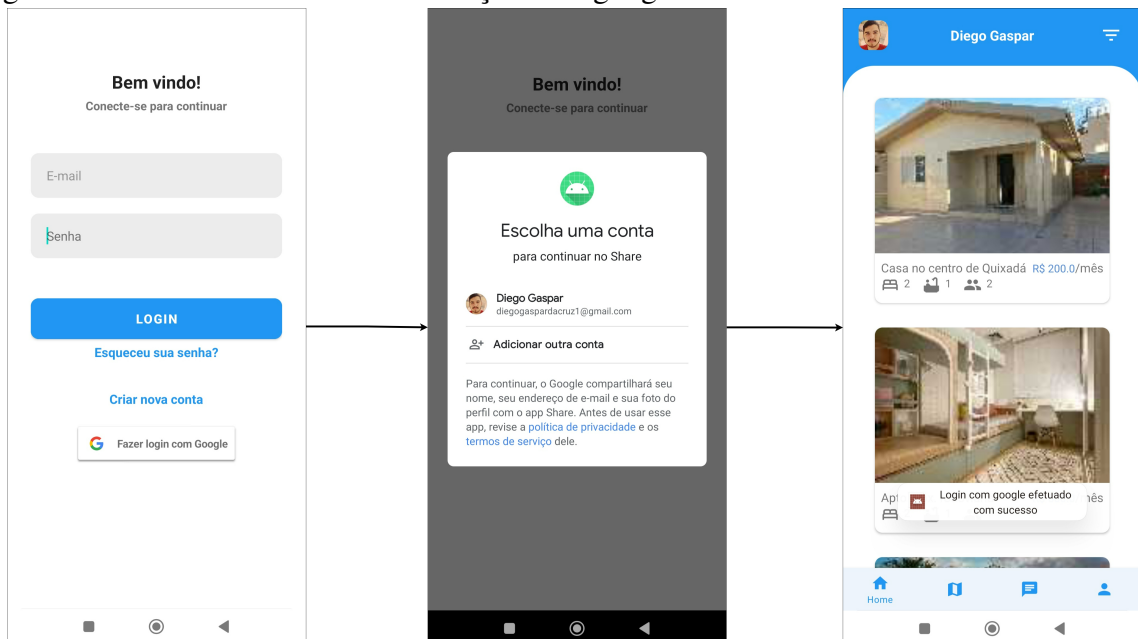 Bem vindo!
Conecte-se para continuar
E-mail
Senha
LOGIN
Esqueceu sua senha?
Criar nova conta
Fazer login com Google
Bem vindo!
Conecte-se para continuar
Escolha uma conta
para continuar no Share
Diego Gaspar
diegogaspardacruz1@gmail.com
Adicionar outra conta
Para continuar, o Google compartilhará seu
nome, seu endereço de e-mail e sua foto do
perfil com o app Share. Antes de usar esse
app, revise a política de privacidade e os
termos de serviço dele.
Diego Gaspar
Casa no centro de Quixadá R$ 200.0/mês
2 1 2
Login com google efetuado
com sucesso
Home